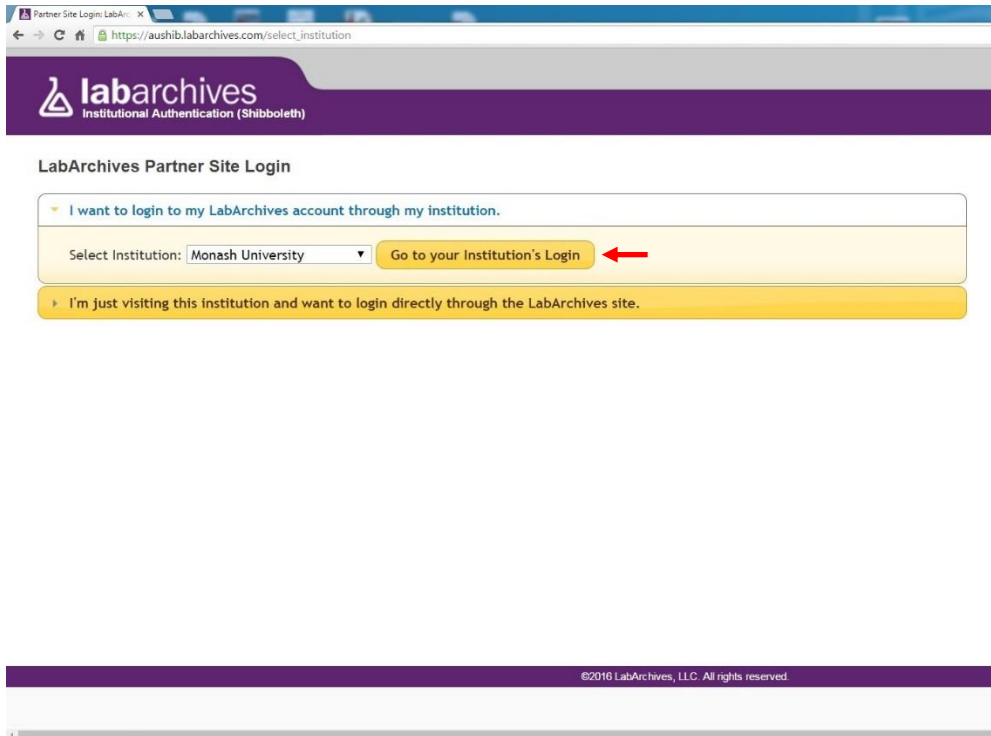 Partner Site Login: LabArc
https://aushib.labarchives.com/select_institution
labarchives
Institutional Authentication (Shibboleth)
LabArchives Partner Site Login
I want to login to my LabArchives account through my institution.
Select Institution: Monash University Go to your Institution's Login
I'm just visiting this institution and want to login directly through the LabArchives site.
©2016 LabArchives, LLC. All rights reserved.